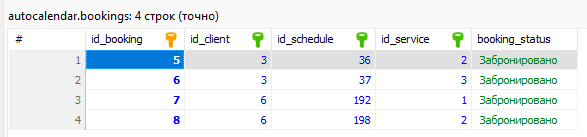 autocalendar.bookings: 4 строк (точно)
# id_booking id_client id_schedule id_service booking_status
1 5 3 36 2 Забронировано
2 6 3 37 3 Забронировано
3 7 6 192 1 Забронировано
4 8 6 198 2 Забронировано